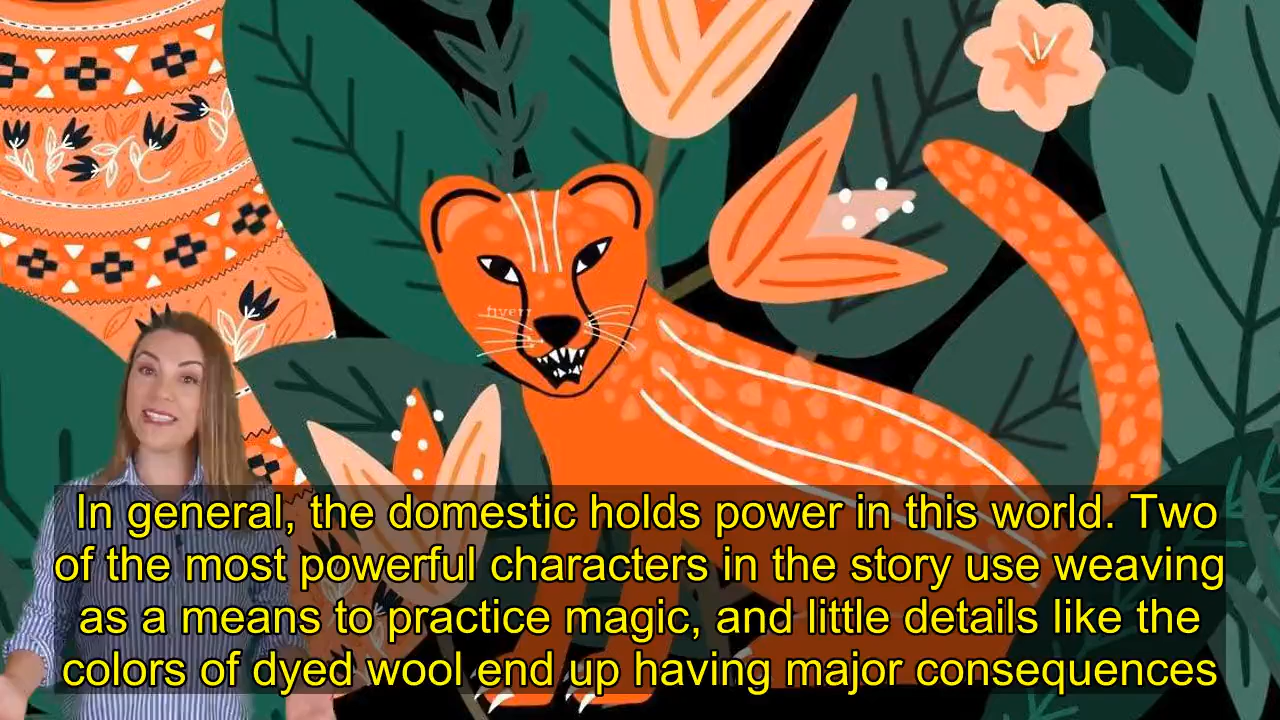 fiverr
In general, the domestic holds power in this world. Two
of the most powerful characters in the story use weaving
as a means to practice magic, and little details like the
colors of dyed wool end up having major consequences